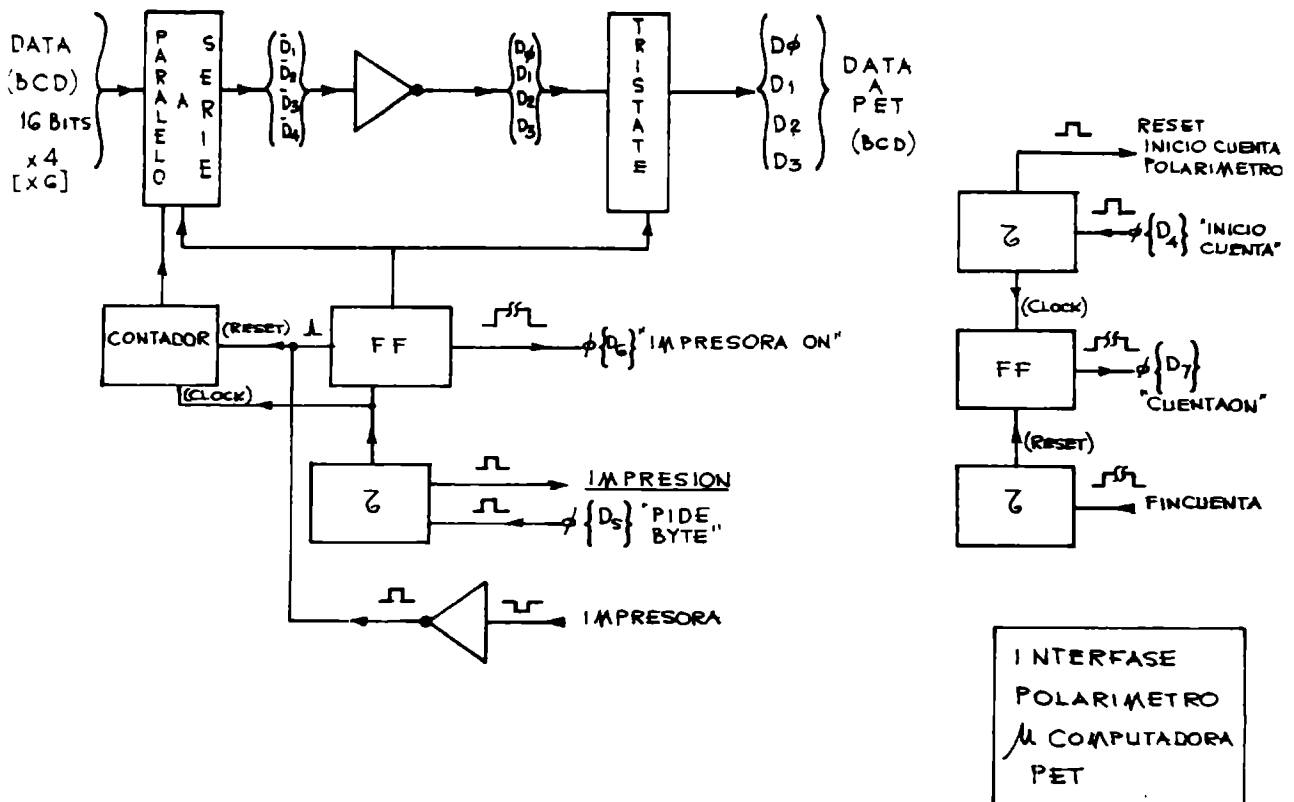 DATA
(BCD)
16 BITS
x4
[x6]
PARALELO
A
SERIE
D̄1
D̄2
D̄3
D̄4
Dϕ
D1
D2
D3
TRISTATE
Dϕ
D1
D2
D3
DATA
A
PET
(BCD)
RESET
INICIO CUENTA
POLARIMETRO
ϕ{D4} "INICIO
CUENTA"
(CLOCK)
FF
ϕ{D7}
"CUENTAON"
(RESET)
FINCUENTA
CONTADOR
(RESET)
FF
ϕ{D6} "IMPRESORA ON"
(CLOCK)
IMPRESION
ϕ{D5} "PIDE
BYTE"
IMPRESORA
INTERFASE
POLARIMETRO
μ COMPUTADORA
PET